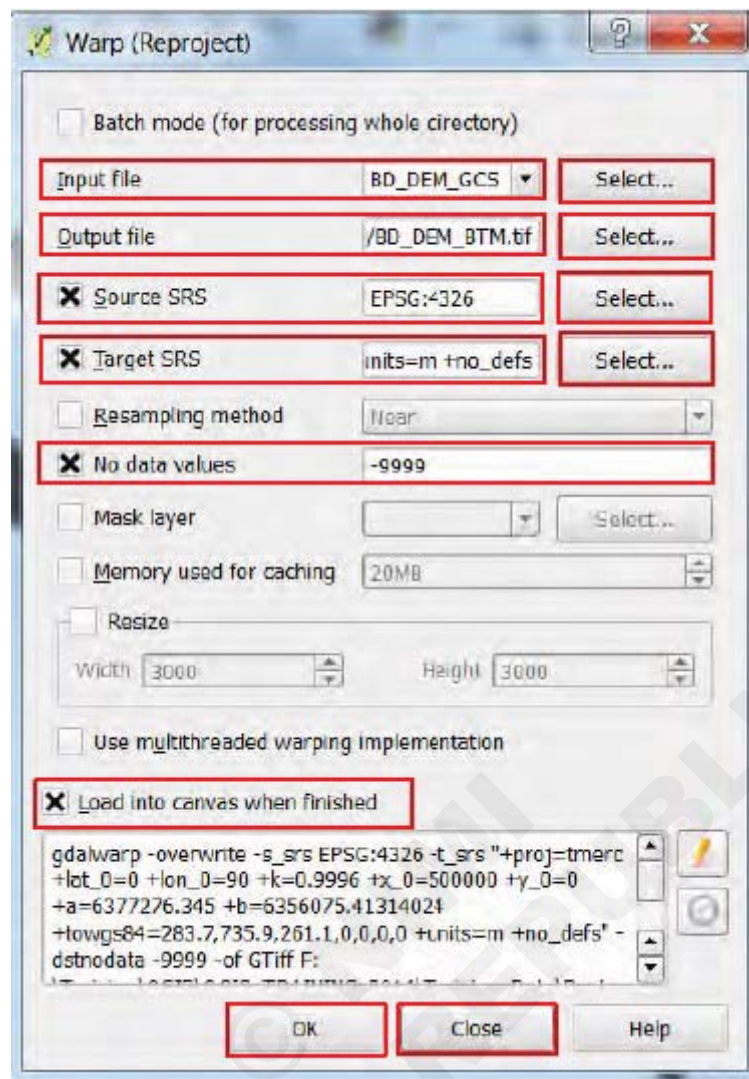 Warp (Reproject)
Batch mode (for processing whole cirectory)
Input file BD_DEM_GCS Select...
Output file /BD_DEM_BTM.tif Select...
Source SRS EPSG:4326 Select...
Target SRS inits=m +no_defs Select...
Resampling method Near
No data values -9999
Mask layer Select...
Memory used for caching 20MB
Resize
Width 3000 Height 3000
Use multithreaded warping implementation
Load into canvas when finished
gdalwarp -overwrite -s_srs EPSG:4326 -t_srs "+proj=tmerc
+lat_0=0 +lon_0=90 +k=0.9996 +x_0=500000 +y_0=0
+a=6377276.345 +b=6356075.41314024
+towgs84=283.7,735.9,261.1,0,0,0,0 +units=m +no_defs" -
dstnodata -9999 -of GTiff F:
OK Close Help